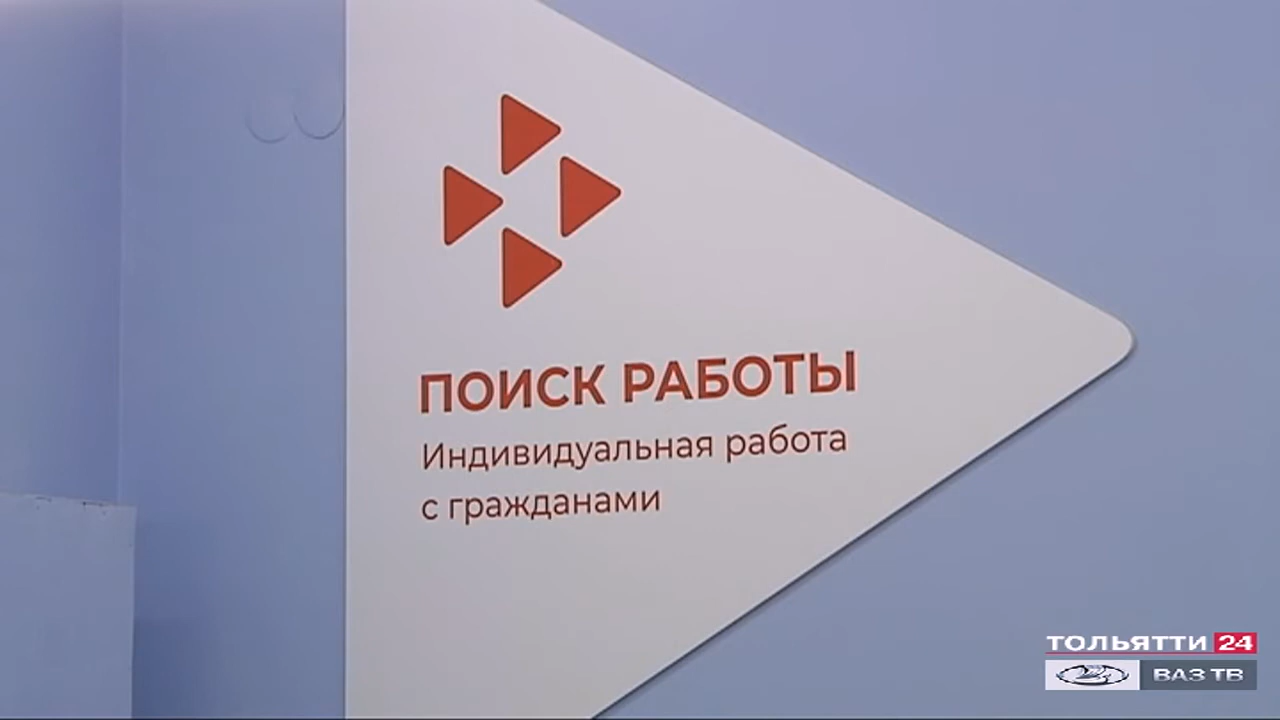 ПОИСК РАБОТЫ
Индивидуальная работа
с гражданами
ТОЛЬЯТТИ 24
ВАЗ ТВ